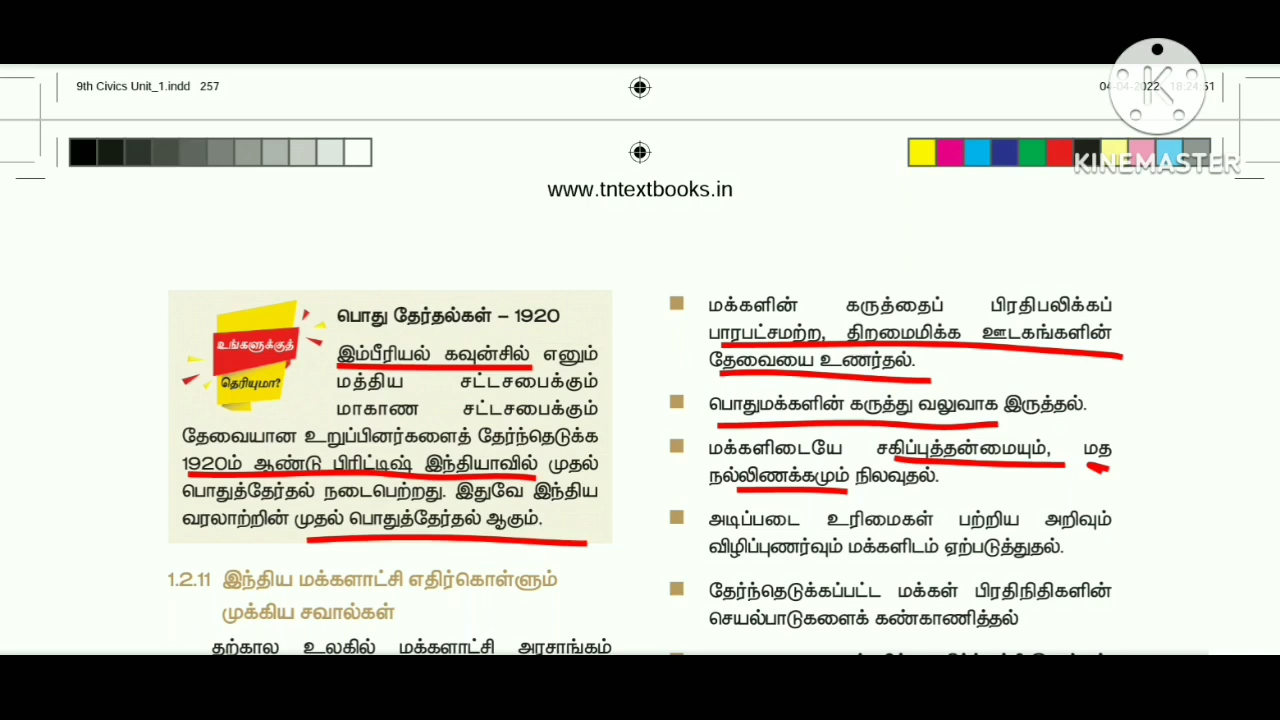 9th Civics Unit_1.indd 257
KINEMASTER
www.tntextbooks.in
உங்களுக்குத்
தெரியுமா?
பொது தேர்தல்கள் – 1920
இம்பீரியல் கவுன்சில் எனும்
மத்திய சட்டசபைக்கும்
மாகாண சட்டசபைக்கும்
தேவையான உறுப்பினர்களைத் தேர்ந்தெடுக்க
1920ம் ஆண்டு பிரிட்டிஷ் இந்தியாவில் முதல்
பொதுத்தேர்தல் நடைபெற்றது. இதுவே இந்திய
வரலாற்றின் முதல் பொதுத்தேர்தல் ஆகும்.
1.2.11 இந்திய மக்களாட்சி எதிர்கொள்ளும்
முக்கிய சவால்கள்
தற்கால உலகில் மக்களாட்சி அரசாங்கம்
மக்களின் கருத்தைப் பிரதிபலிக்கப்
பாரபட்சமற்ற, திறமைமிக்க ஊடகங்களின்
தேவையை உணர்தல்.
பொதுமக்களின் கருத்து வலுவாக இருத்தல்.
மக்களிடையே சகிப்புத்தன்மையும், மத
நல்லிணக்கமும் நிலவுதல்.
அடிப்படை உரிமைகள் பற்றிய அறிவும்
விழிப்புணர்வும் மக்களிடம் ஏற்படுத்துதல்.
தேர்ந்தெடுக்கப்பட்ட மக்கள் பிரதிநிதிகளின்
செயல்பாடுகளைக் கண்காணித்தல்